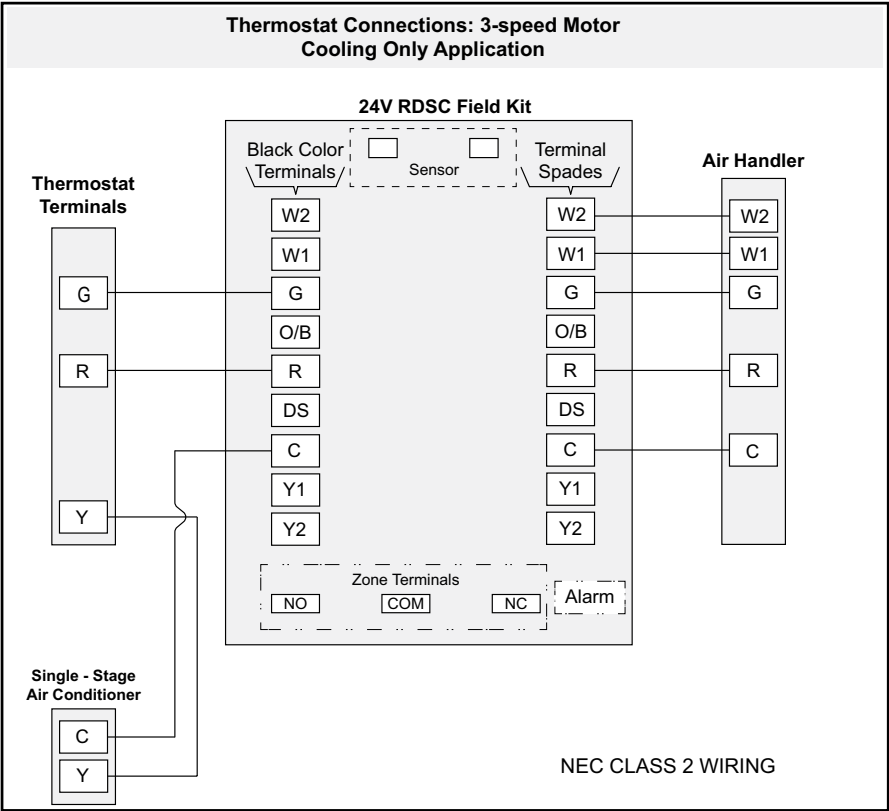 Thermostat Connections: 3-speed Motor
Cooling Only Application
24V RDSC Field Kit
Black Color
Terminals
Sensor
Terminal
Spades
Air Handler
Thermostat
Terminals
W2
W1
G
O/B
R
DS
C
Y1
Y2
W2
W1
G
O/B
R
DS
C
Y1
Y2
W2
W1
G
R
C
G
R
Y
Zone Terminals
NO
COM
NC
Alarm
Single - Stage
Air Conditioner
C
Y
NEC CLASS 2 WIRING